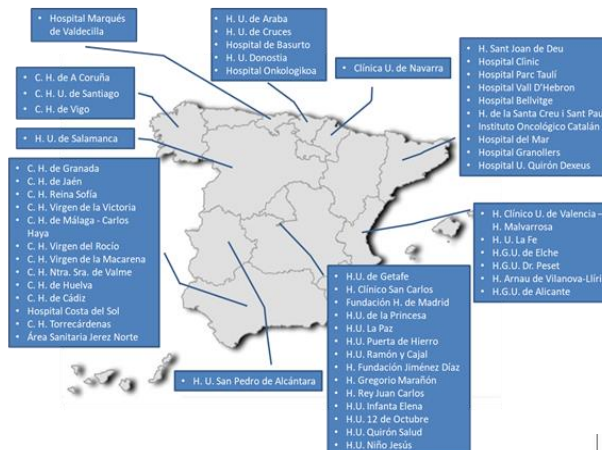 • Hospital Marqués
de Valdecilla
• H. U. de Araba
• H. U. de Cruces
• Hospital de Basurto
• H. U. Donostia
• Hospital Onkologikoa
• Clínica U. de Navarra
• H. Sant Joan de Deu
• Hospital Clìnic
• Hospital Parc Taulí
• Hospital Vall D'Hebron
• Hospital Bellvitge
• H. de la Santa Creu i Sant Pau
• Instituto Oncológico Catalán
• Hospital del Mar
• Hospital Granollers
• Hospital U. Quirón Dexeus
• C. H. de A Coruña
• C. H. U. de Santiago
• C. H. de Vigo
• H. U. de Salamanca
• C. H. de Granada
• C. H. de Jaén
• C. H. Reina Sofía
• C. H. Virgen de la Victoria
• C. H. de Málaga - Carlos
Haya
• C. H. Virgen del Rocío
• C. H. Virgen de la Macarena
• C. H. Ntra. Sra. de Valme
• C. H. de Huelva
• C. H. de Cádiz
• Hospital Costa del Sol
• C. H. Torrecárdenas
• Área Sanitaria Jerez Norte
• H. Clínico U. de Valencia –
H. Malvarrosa
• H. U. La Fe
• H.G.U. de Elche
• H.G.U. Dr. Peset
• H. Arnau de Vilanova-Llíri
• H.G.U. de Alicante
• H. U. San Pedro de Alcántara
• H.U. de Getafe
• H. Clínico San Carlos
• Fundación H. de Madrid
• H.U. de la Princesa
• H.U. La Paz
• H.U. Puerta de Hierro
• H.U. Ramón y Cajal
• H. Fundación Jiménez Díaz
• H. Gregorio Marañón
• H. Rey Juan Carlos
• H.U. Infanta Elena
• H.U. 12 de Octubre
• H.U. Quirón Salud
• H.U. Niño Jesús